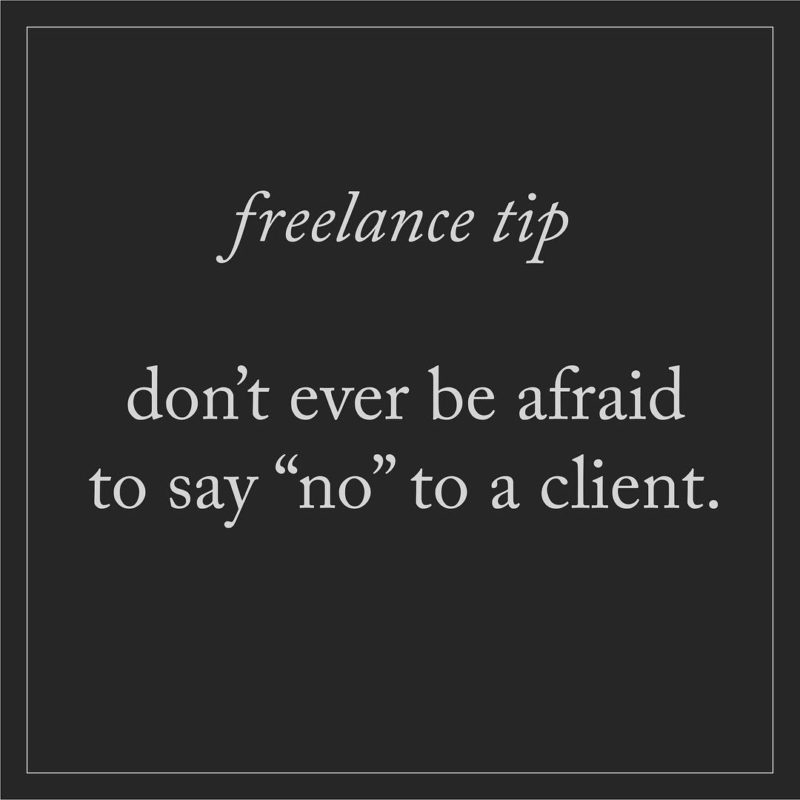 freelance tip
don’t ever be afraid
to say “no” to a client.